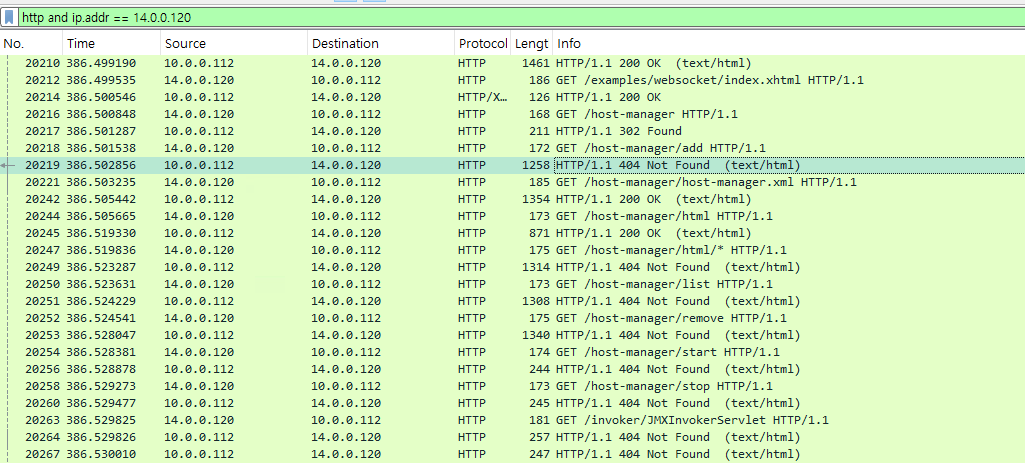 http and ip.addr == 14.0.0.120
No. Time Source Destination Protocol Lengt Info
20210 386.499190 10.0.0.112 14.0.0.120 HTTP 1461 HTTP/1.1 200 OK (text/html)
20212 386.499535 14.0.0.120 10.0.0.112 HTTP 186 GET /examples/websocket/index.xhtml HTTP/1.1
20214 386.500546 10.0.0.112 14.0.0.120 HTTP/X… 126 HTTP/1.1 200 OK
20216 386.500848 14.0.0.120 10.0.0.112 HTTP 168 GET /host-manager HTTP/1.1
20217 386.501287 10.0.0.112 14.0.0.120 HTTP 211 HTTP/1.1 302 Found
20218 386.501538 14.0.0.120 10.0.0.112 HTTP 172 GET /host-manager/add HTTP/1.1
20219 386.502856 10.0.0.112 14.0.0.120 HTTP 1258 HTTP/1.1 404 Not Found (text/html)
20221 386.503235 14.0.0.120 10.0.0.112 HTTP 185 GET /host-manager/host-manager.xml HTTP/1.1
20242 386.505442 10.0.0.112 14.0.0.120 HTTP 1354 HTTP/1.1 200 OK (text/html)
20244 386.505665 14.0.0.120 10.0.0.112 HTTP 173 GET /host-manager/html HTTP/1.1
20245 386.519330 10.0.0.112 14.0.0.120 HTTP 871 HTTP/1.1 200 OK (text/html)
20247 386.519836 14.0.0.120 10.0.0.112 HTTP 175 GET /host-manager/html/* HTTP/1.1
20249 386.523287 10.0.0.112 14.0.0.120 HTTP 1314 HTTP/1.1 404 Not Found (text/html)
20250 386.523631 14.0.0.120 10.0.0.112 HTTP 173 GET /host-manager/list HTTP/1.1
20251 386.524229 10.0.0.112 14.0.0.120 HTTP 1308 HTTP/1.1 404 Not Found (text/html)
20252 386.524541 14.0.0.120 10.0.0.112 HTTP 175 GET /host-manager/remove HTTP/1.1
20253 386.528047 10.0.0.112 14.0.0.120 HTTP 1340 HTTP/1.1 404 Not Found (text/html)
20254 386.528381 14.0.0.120 10.0.0.112 HTTP 174 GET /host-manager/start HTTP/1.1
20256 386.528878 10.0.0.112 14.0.0.120 HTTP 244 HTTP/1.1 404 Not Found (text/html)
20258 386.529273 14.0.0.120 10.0.0.112 HTTP 173 GET /host-manager/stop HTTP/1.1
20260 386.529477 10.0.0.112 14.0.0.120 HTTP 245 HTTP/1.1 404 Not Found (text/html)
20263 386.529825 14.0.0.120 10.0.0.112 HTTP 181 GET /invoker/JMXInvokerServlet HTTP/1.1
20264 386.529826 10.0.0.112 14.0.0.120 HTTP 257 HTTP/1.1 404 Not Found (text/html)
20267 386.530010 10.0.0.112 14.0.0.120 HTTP 247 HTTP/1.1 404 Not Found (text/html)